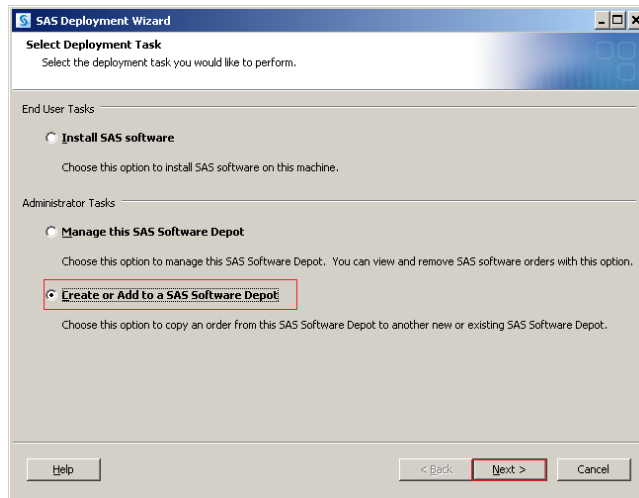 SAS Deployment Wizard
Select Deployment Task
Select the deployment task you would like to perform.
End User Tasks
Install SAS software
Choose this option to install SAS software on this machine.
Administrator Tasks
Manage this SAS Software Depot
Choose this option to manage this SAS Software Depot. You can view and remove SAS software orders with this option.
Create or Add to a SAS Software Depot
Choose this option to copy an order from this SAS Software Depot to another new or existing SAS Software Depot.
Help < Back Next > Cancel